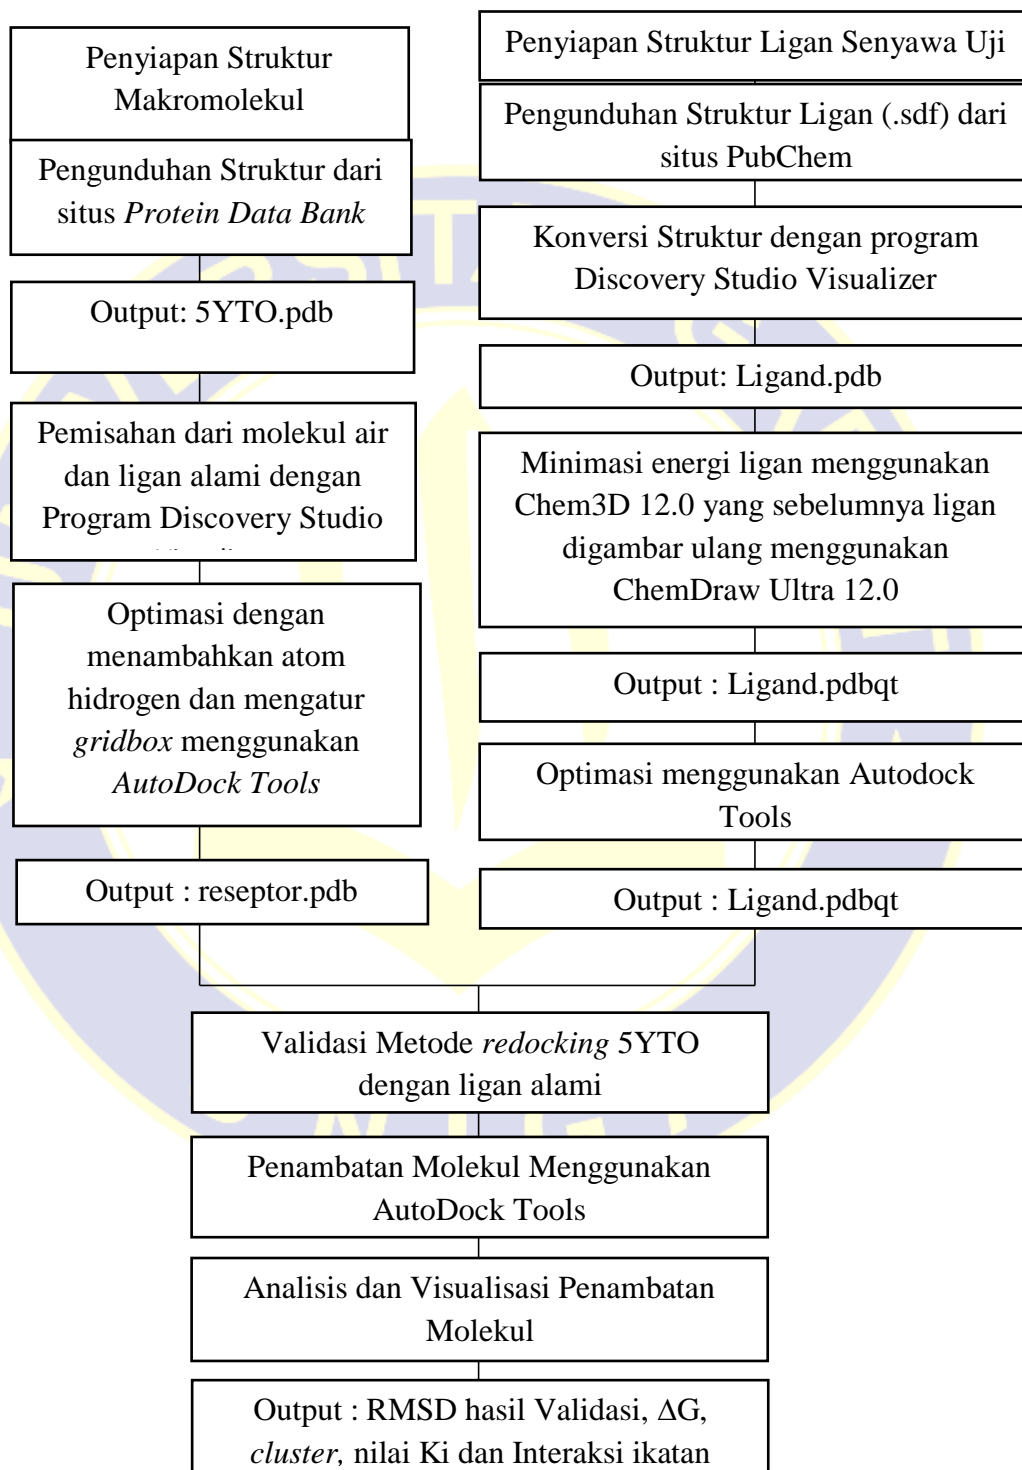 Penyiapan Struktur
Makromolekul
Pengunduhan Struktur dari
situs Protein Data Bank
Output: 5YTO.pdb
Pemisahan dari molekul air
dan ligan alami dengan
Program Discovery Studio
Optimasi dengan
menambahkan atom
hidrogen dan mengatur
gridbox menggunakan
AutoDock Tools
Output : reseptor.pdb
Penyiapan Struktur Ligan Senyawa Uji
Pengunduhan Struktur Ligan (.sdf) dari
situs PubChem
Konversi Struktur dengan program
Discovery Studio Visualizer
Output: Ligand.pdb
Minimasi energi ligan menggunakan
Chem3D 12.0 yang sebelumnya ligan
digambar ulang menggunakan
ChemDraw Ultra 12.0
Output : Ligand.pdbqt
Optimasi menggunakan Autodock
Tools
Output : Ligand.pdbqt
Validasi Metode redocking 5YTO
dengan ligan alami
Penambatan Molekul Menggunakan
AutoDock Tools
Analisis dan Visualisasi Penambatan
Molekul
Output : RMSD hasil Validasi, ΔG,
cluster, nilai Ki dan Interaksi ikatan